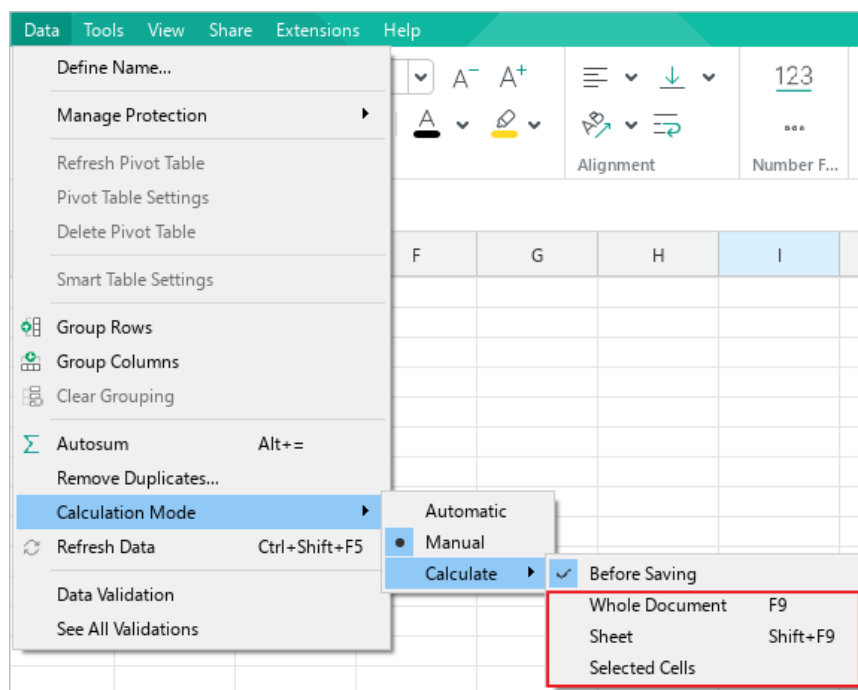 Data Tools View Share Extensions Help
Define Name...
Manage Protection
Refresh Pivot Table
Pivot Table Settings
Delete Pivot Table
Smart Table Settings
Group Rows
Group Columns
Clear Grouping
Autosum Alt+=
Remove Duplicates...
Calculation Mode
Refresh Data Ctrl+Shift+F5
Data Validation
See All Validations
A− A+
123
A
Alignment
Number F...
F G H I
Automatic
Manual
Calculate
Before Saving
Whole Document F9
Sheet Shift+F9
Selected Cells